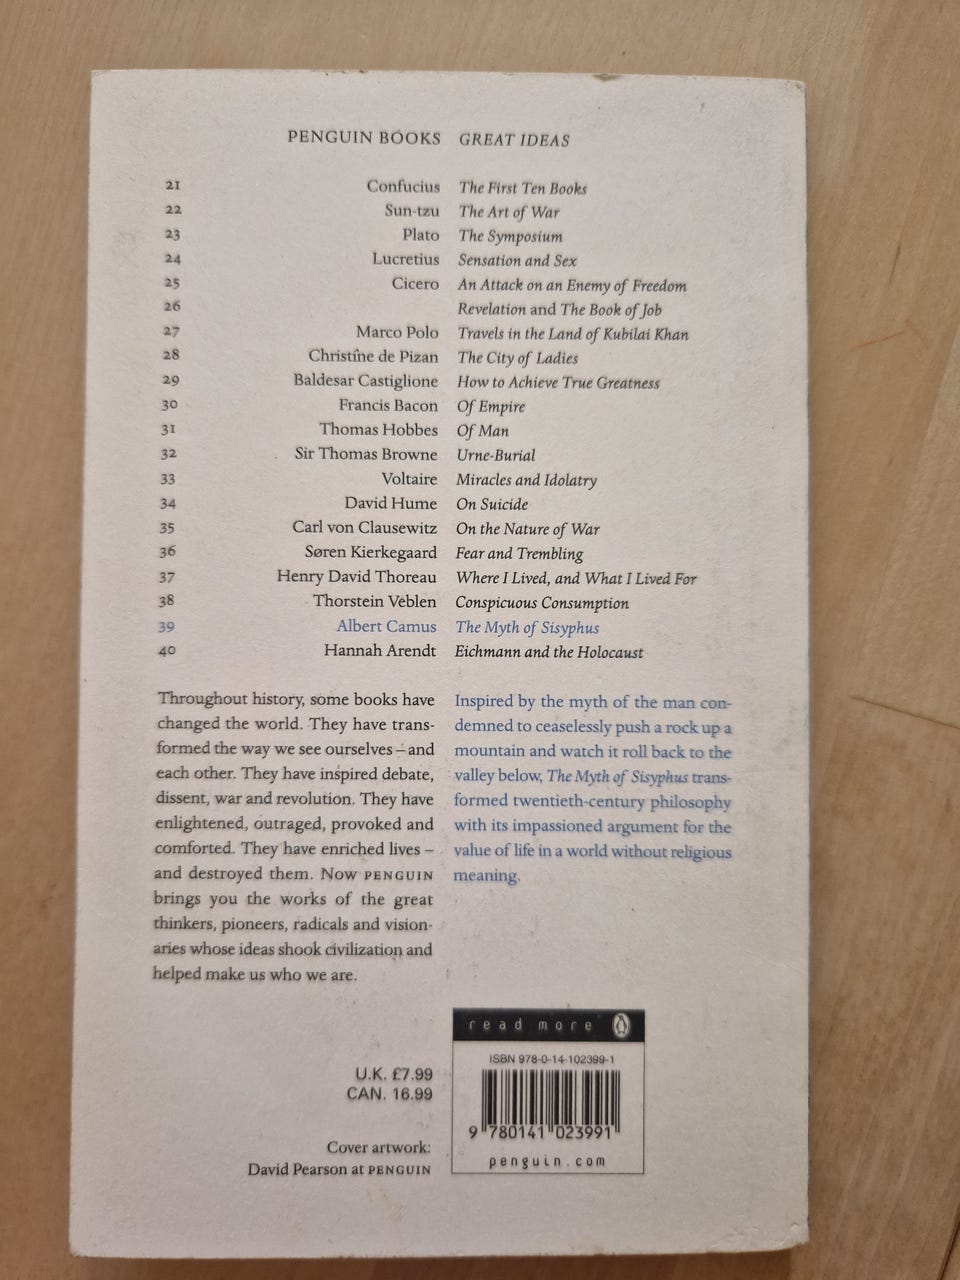 PENGUIN BOOKS GREAT IDEAS
21 Confucius The First Ten Books
22 Sun-tzu The Art of War
23 Plato The Symposium
24 Lucretius Sensation and Sex
25 Cicero An Attack on an Enemy of Freedom
26 Revelation and The Book of Job
27 Marco Polo Travels in the Land of Kubilai Khan
28 Christine de Pizan The City of Ladies
29 Baldesar Castiglione How to Achieve True Greatness
30 Francis Bacon Of Empire
31 Thomas Hobbes Of Man
32 Sir Thomas Browne Urne-Burial
33 Voltaire Miracles and Idolatry
34 David Hume On Suicide
35 Carl von Clausewitz On the Nature of War
36 Søren Kierkegaard Fear and Trembling
37 Henry David Thoreau Where I Lived, and What I Lived For
38 Thorstein Veblen Conspicuous Consumption
39 Albert Camus The Myth of Sisyphus
40 Hannah Arendt Eichmann and the Holocaust
Throughout history, some books have
changed the world. They have trans-
formed the way we see ourselves – and
each other. They have inspired debate,
dissent, war and revolution. They have
enlightened, outraged, provoked and
comforted. They have enriched lives –
and destroyed them. Now PENGUIN
brings you the works of the great
thinkers, pioneers, radicals and vision-
aries whose ideas shook civilization and
helped make us who we are.
Inspired by the myth of the man con-
demned to ceaselessly push a rock up a
mountain and watch it roll back to the
valley below, The Myth of Sisyphus trans-
formed twentieth-century philosophy
with its impassioned argument for the
value of life in a world without religious
meaning.
U.K. £7.99
CAN. 16.99
Cover artwork:
David Pearson at PENGUIN
read more
ISBN 978-0-14-102399-1
9 780141 023991
penguin.com